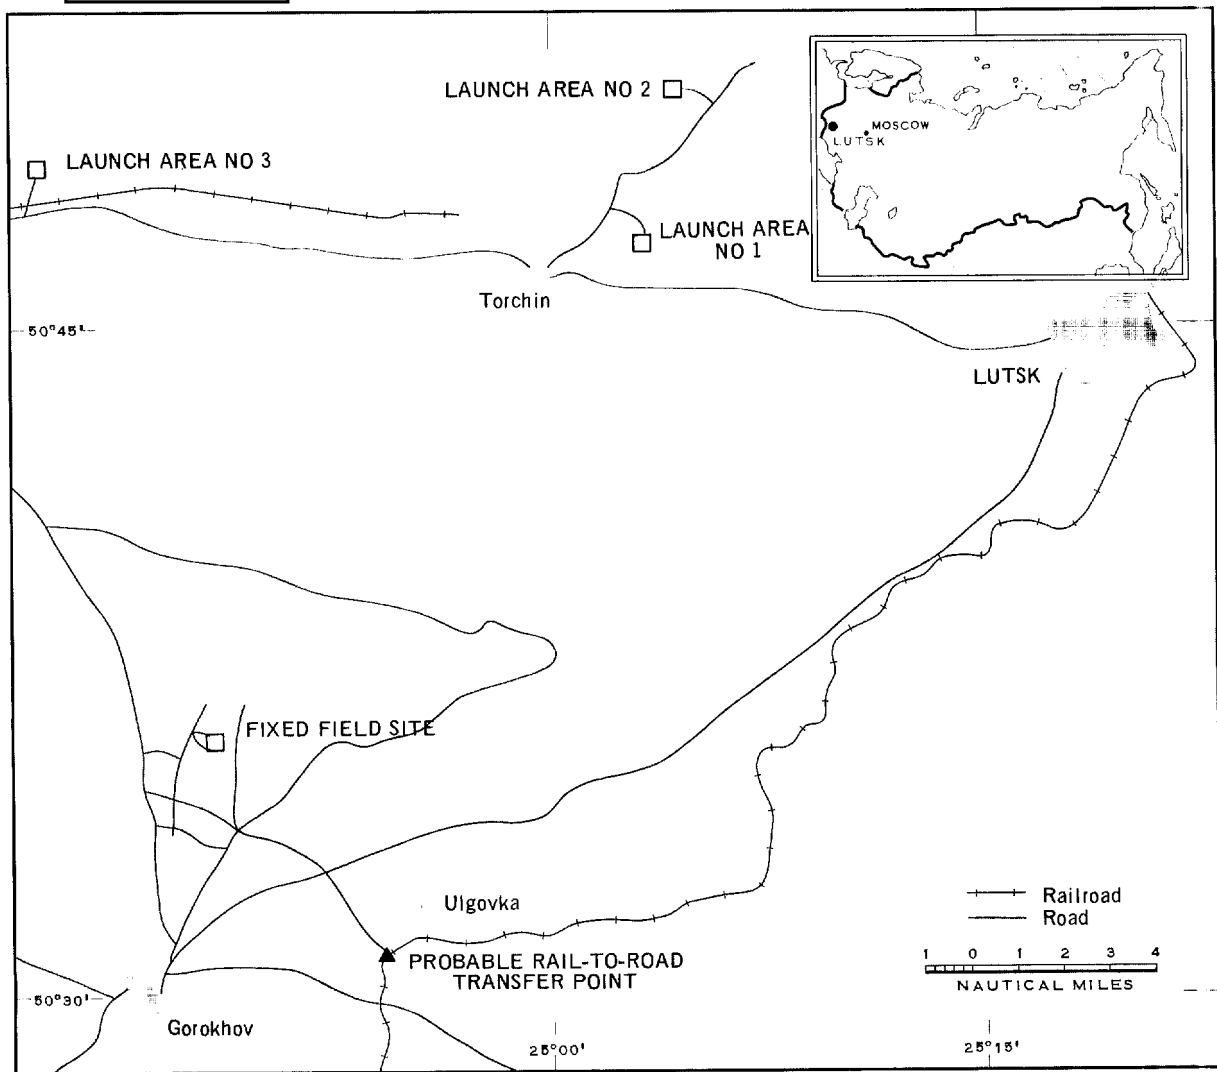 LAUNCH AREA NO 2
MOSCOW
LUTSK
LAUNCH AREA NO 3
LAUNCH AREA
NO 1
Torchin
50°45'
LUTSK
FIXED FIELD SITE
Ulgovka
Railroad
Road
PROBABLE RAIL-TO-ROAD
TRANSFER POINT
1 0 1 2 3 4
NAUTICAL MILES
50°30'
Gorokhov
25°00'
25°15'